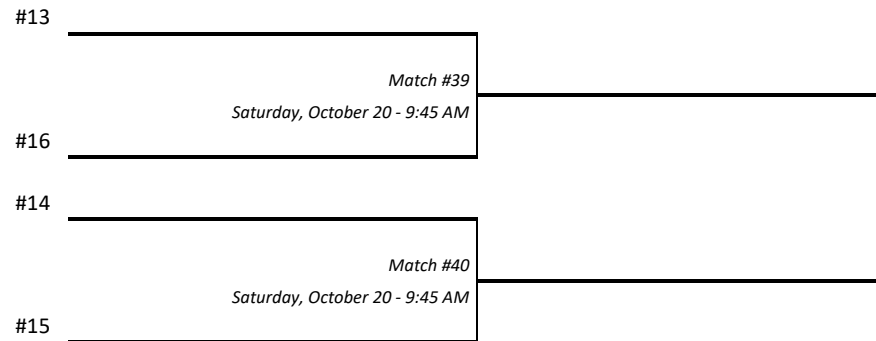 #13
Match #39
Saturday, October 20 - 9:45 AM
#16
#14
Match #40
Saturday, October 20 - 9:45 AM
#15